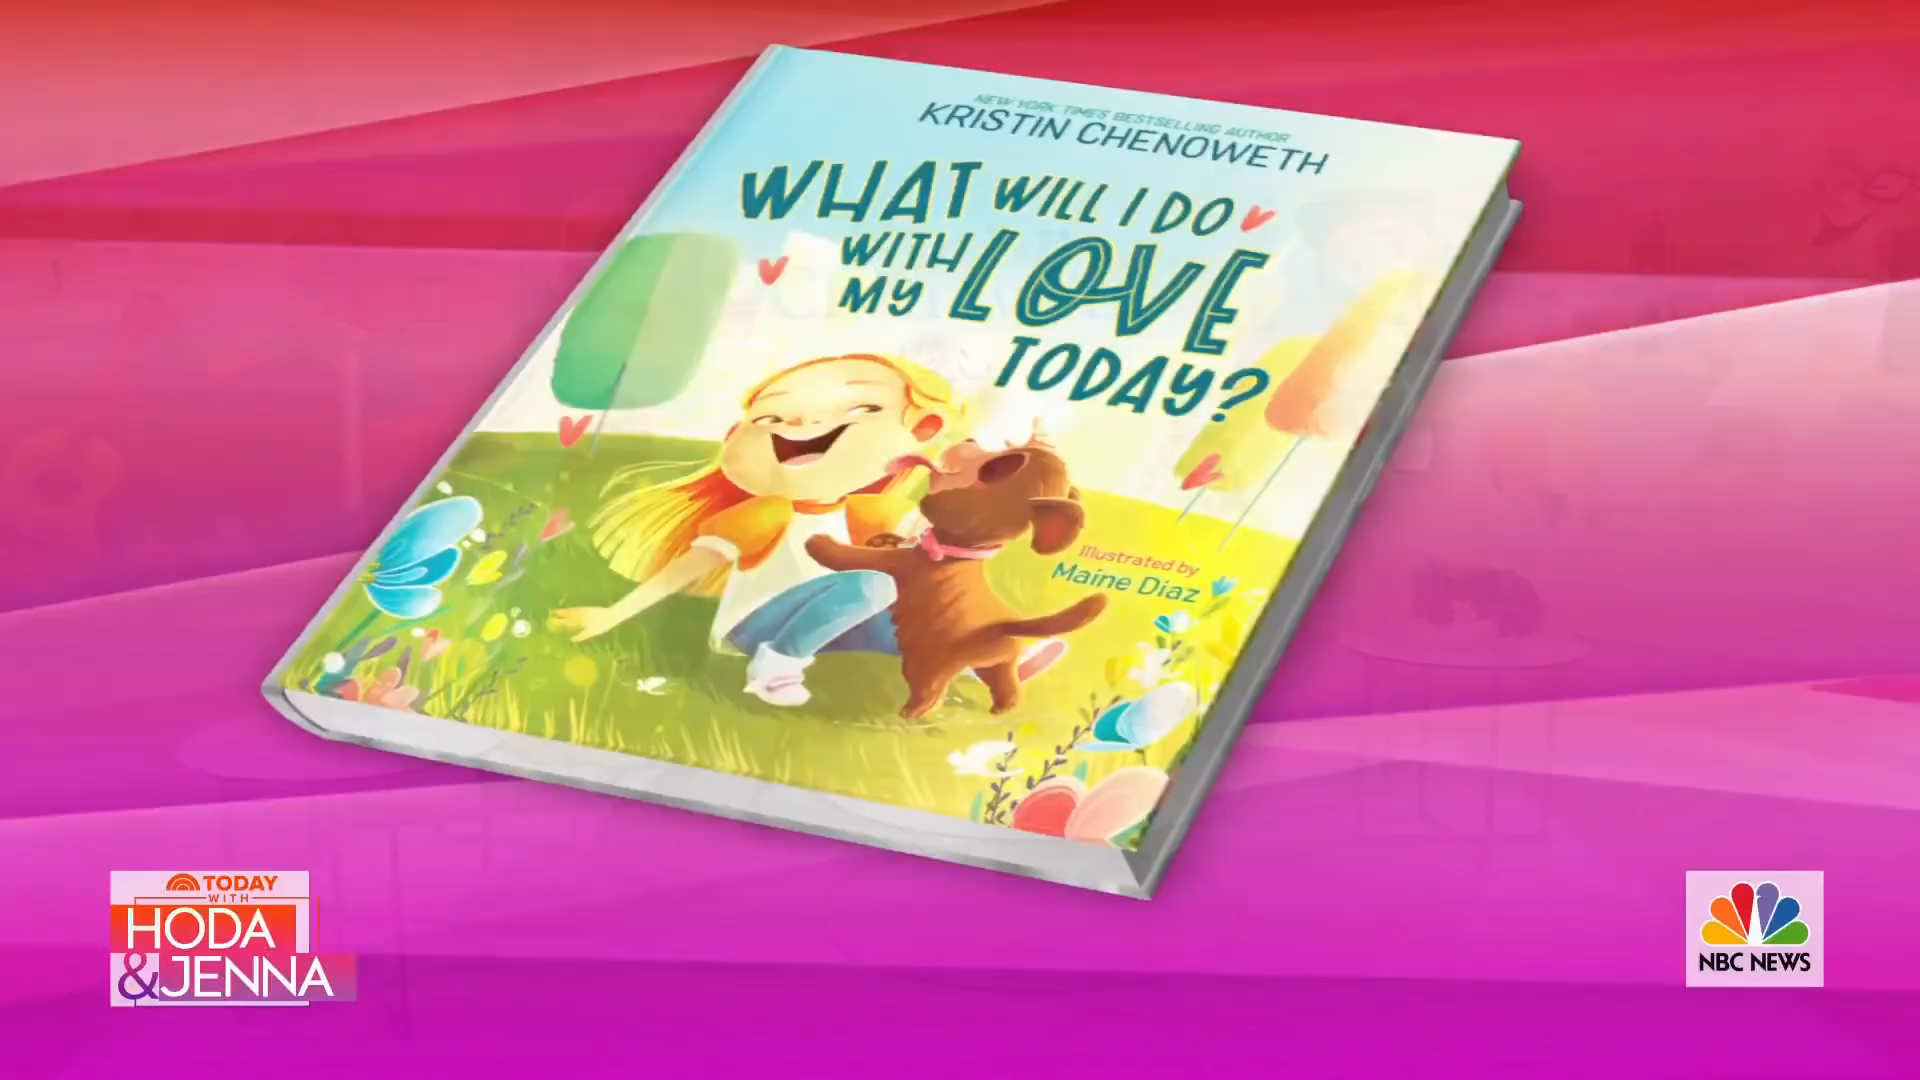 NEW YORK TIMES BESTSELLING AUTHOR
KRISTIN CHENOWETH
WHAT WILL I DO
WITH
MY LOVE
TODAY?
Illustrated by
Maine Diaz
TODAY
WITH
HODA
&JENNA
NBC NEWS